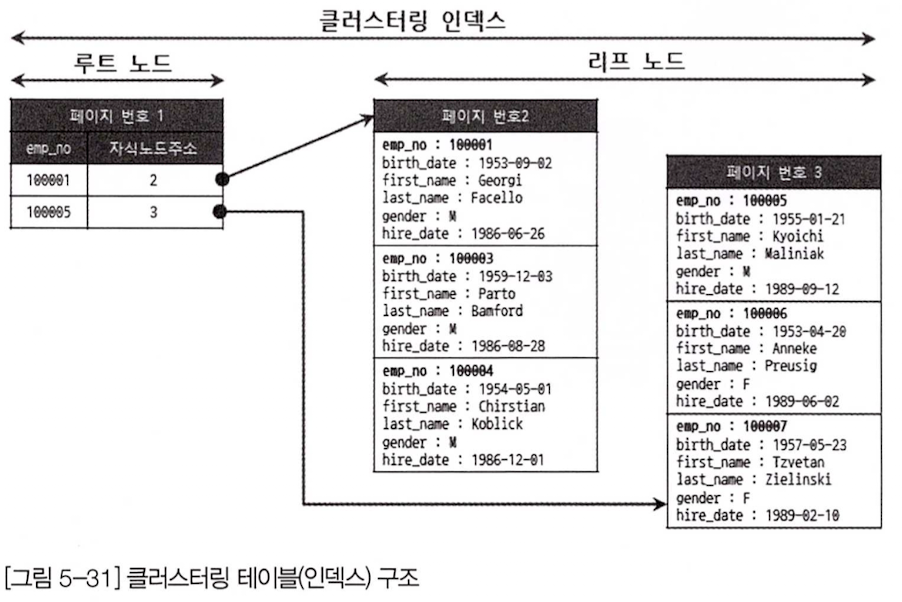 클러스터링 인덱스
루트 노드
리프 노드
페이지 번호 1
emp_no 자식노드주소
100001 2
100005 3
페이지 번호2
emp_no : 100001
birth_date : 1953-09-02
first_name : Georgi
last_name : Facello
gender : M
hire_date : 1986-06-26
emp_no : 100003
birth_date : 1959-12-03
first_name : Parto
last_name : Bamford
gender : M
hire_date : 1986-08-28
emp_no : 100004
birth_date : 1954-05-01
first_name : Chirstian
last_name : Koblick
gender : M
hire_date : 1986-12-01
페이지 번호 3
emp_no : 100005
birth_date : 1955-01-21
first_name : Kyoichi
last_name : Maliniak
gender : M
hire_date : 1989-09-12
emp_no : 100006
birth_date : 1953-04-20
first_name : Anneke
last_name : Preusig
gender : F
hire_date : 1989-06-02
emp_no : 100007
birth_date : 1957-05-23
first_name : Tzvetan
last_name : Zielinski
gender : F
hire_date : 1989-02-10
[그림 5-31] 클러스터링 테이블(인덱스) 구조